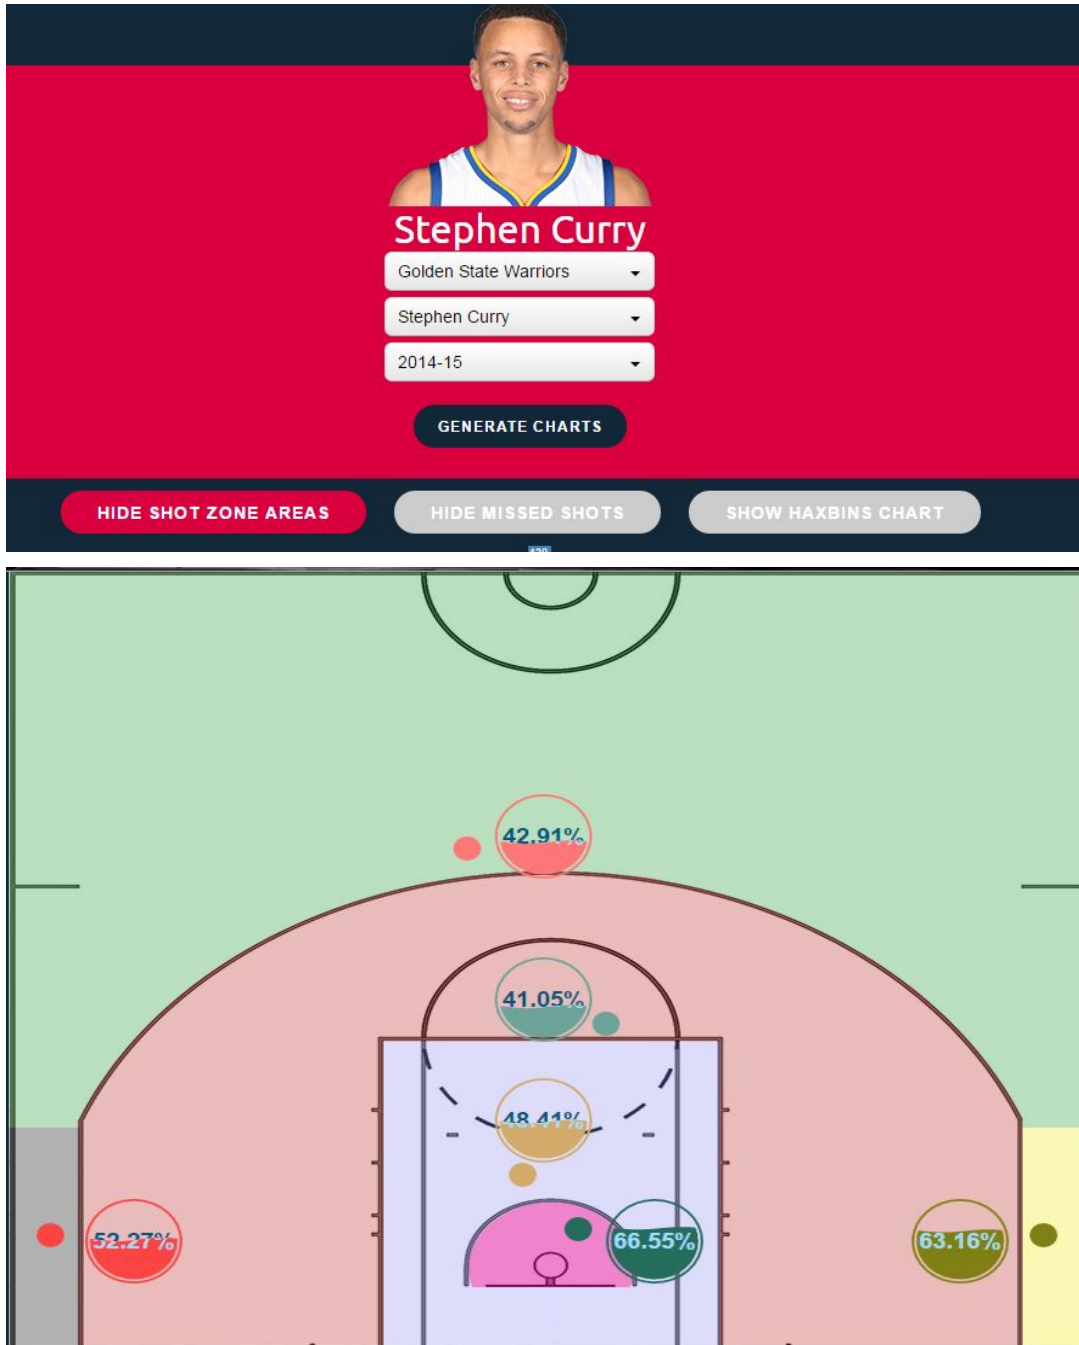 Stephen Curry
Golden State Warriors
Stephen Curry
2014-15
GENERATE CHARTS
HIDE SHOT ZONE AREAS
HIDE MISSED SHOTS
SHOW HAXBINS CHART
42.91%
41.05%
48.41%
52.27%
66.55%
63.16%